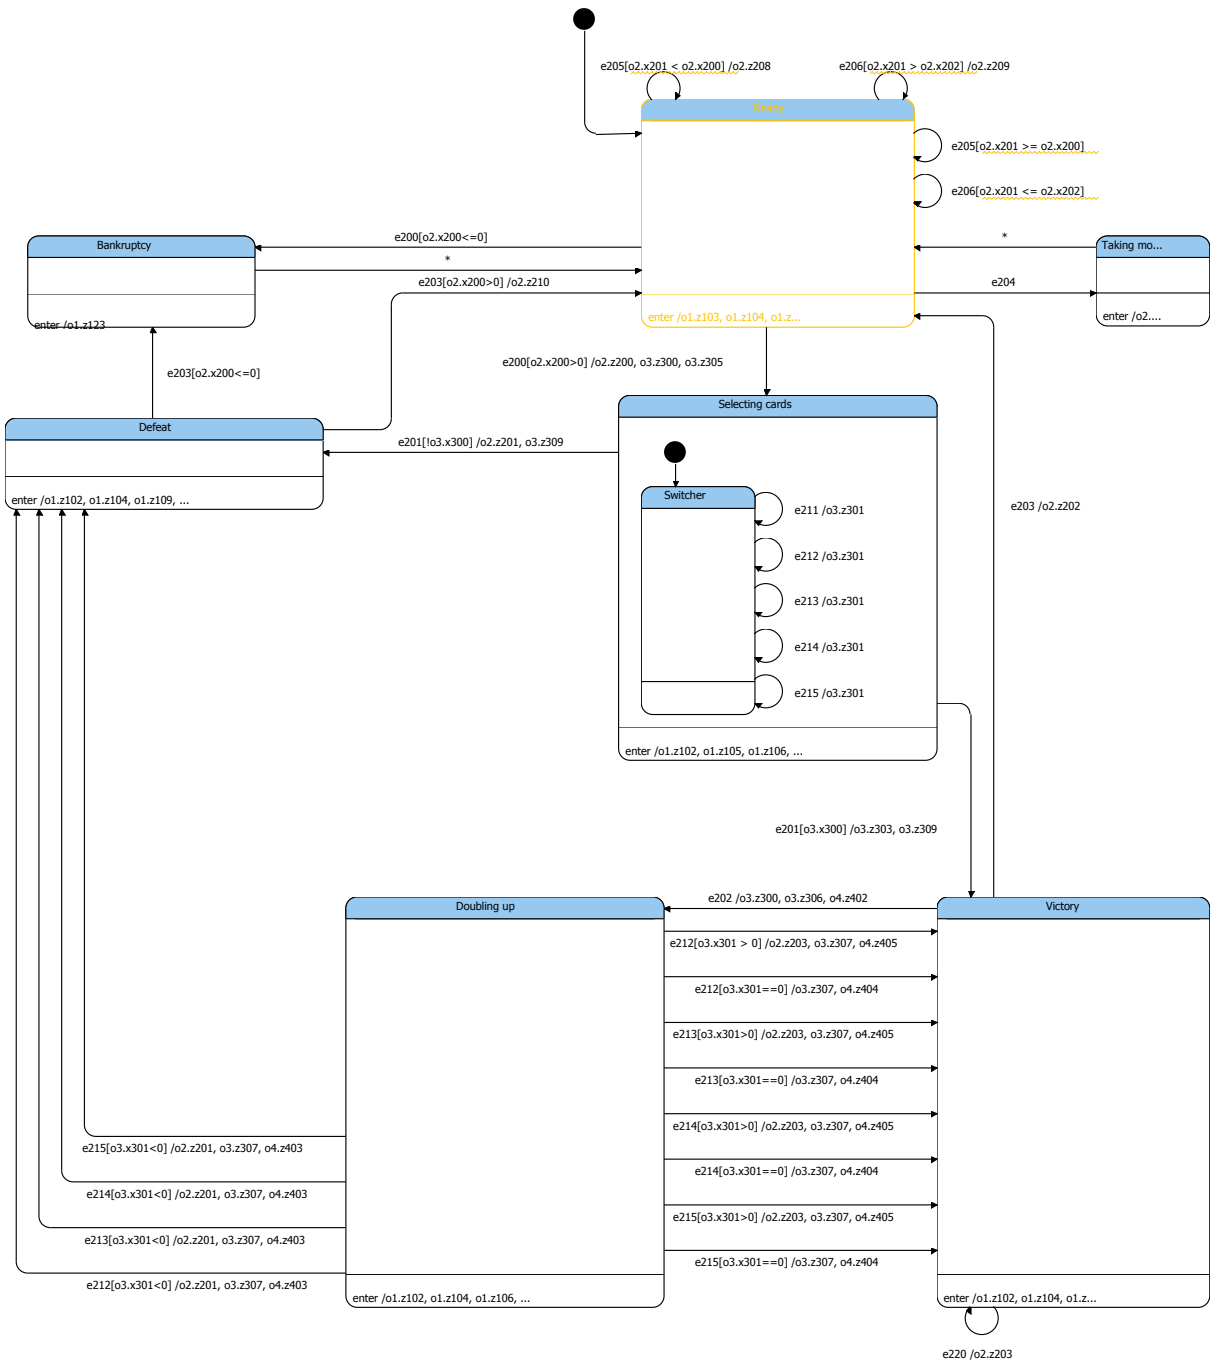 e205[o2.x201 < o2.x200] /o2.z208
e206[o2.x201 > o2.x202] /o2.z209
Ready
e205[o2.x201 >= o2.x200]
e206[o2.x201 <= o2.x202]
Bankruptcy
e200[o2.x200<=0]
*
*
Taking mo...
e203[o2.x200>0] /o2.z210
e204
enter /o1.z123
enter /o1.z103, o1.z104, o1.z...
enter /o2....
e203[o2.x200<=0]
e200[o2.x200>0] /o2.z200, o3.z300, o3.z305
Selecting cards
Defeat
e201[!o3.x300] /o2.z201, o3.z309
enter /o1.z102, o1.z104, o1.z109, ...
Switcher
e211 /o3.z301
e203 /o2.z202
e212 /o3.z301
e213 /o3.z301
e214 /o3.z301
e215 /o3.z301
enter /o1.z102, o1.z105, o1.z106, ...
e201[o3.x300] /o3.z303, o3.z309
Doubling up
e202 /o3.z300, o3.z306, o4.z402
Victory
e212[o3.x301 > 0] /o2.z203, o3.z307, o4.z405
e212[o3.x301==0] /o3.z307, o4.z404
e213[o3.x301>0] /o2.z203, o3.z307, o4.z405
e213[o3.x301==0] /o3.z307, o4.z404
e214[o3.x301>0] /o2.z203, o3.z307, o4.z405
e215[o3.x301<0] /o2.z201, o3.z307, o4.z403
e214[o3.x301==0] /o3.z307, o4.z404
e214[o3.x301<0] /o2.z201, o3.z307, o4.z403
e215[o3.x301>0] /o2.z203, o3.z307, o4.z405
e213[o3.x301<0] /o2.z201, o3.z307, o4.z403
e215[o3.x301==0] /o3.z307, o4.z404
e212[o3.x301<0] /o2.z201, o3.z307, o4.z403
enter /o1.z102, o1.z104, o1.z106, ...
enter /o1.z102, o1.z104, o1.z...
e220 /o2.z203